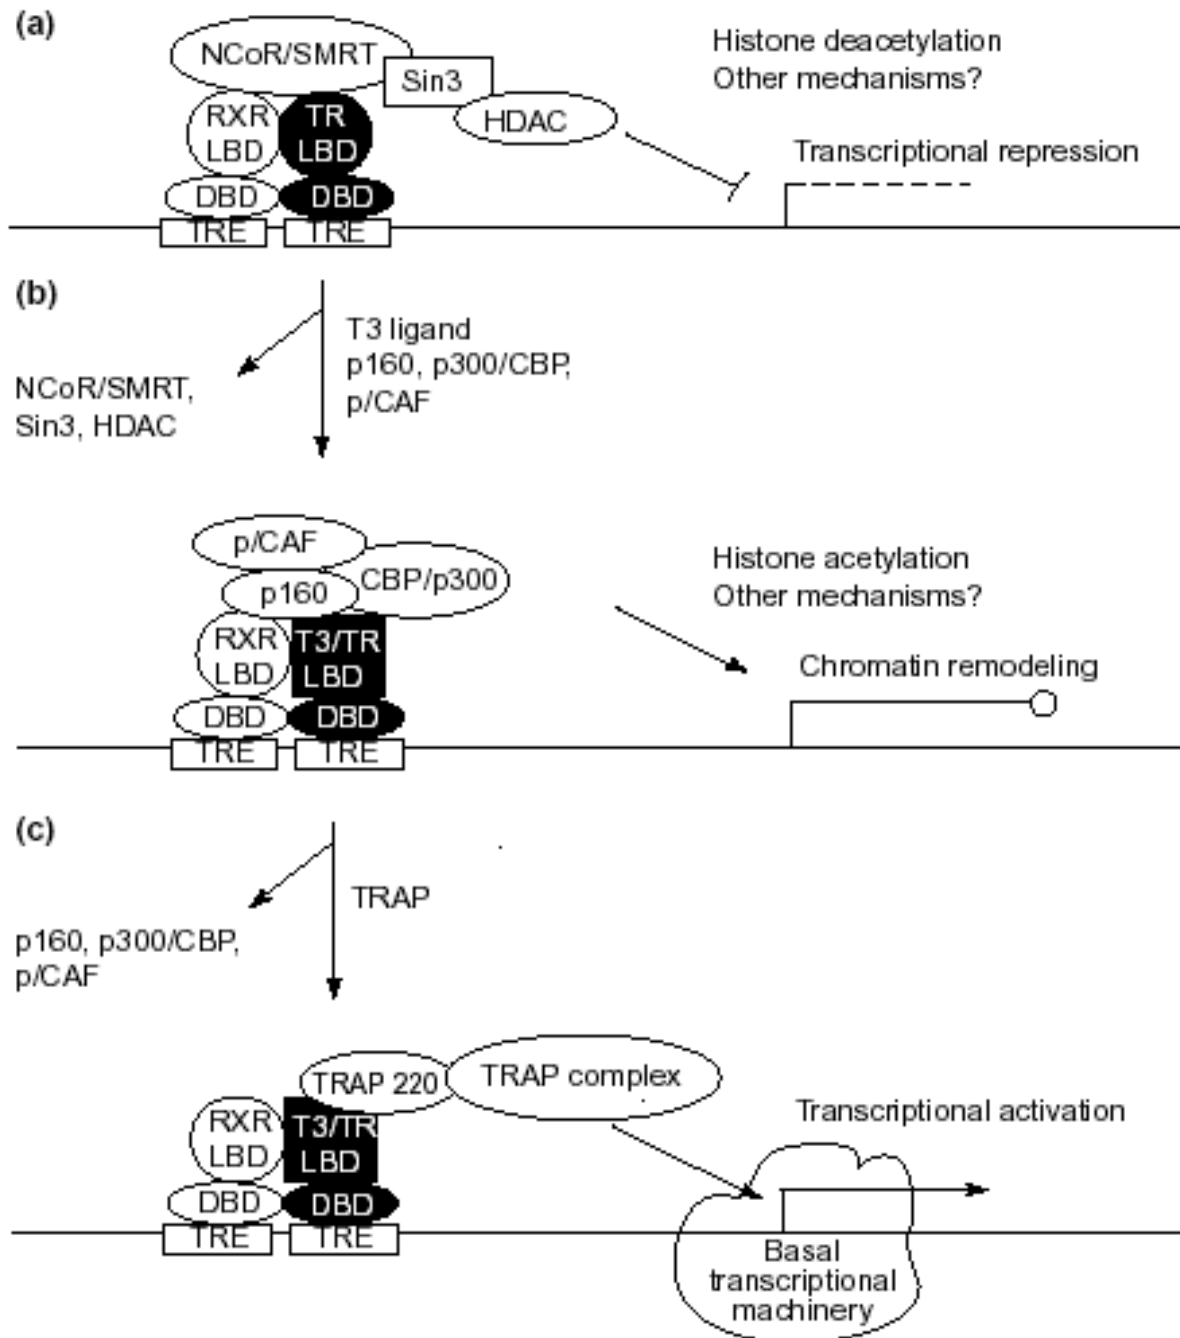 (a)
NCoR/SMRT
Sin3
HDAC
RXR
LBD
TR
LBD
DBD
DBD
TRE
TRE
Histone deacetylation
Other mechanisms?
Transcriptional repression
(b)
T3 ligand
p160, p300/CBP,
p/CAF
NCoR/SMRT,
Sin3, HDAC
p/CAF
CBP/p300
p160
RXR
LBD
T3/TR
LBD
DBD
DBD
TRE
TRE
Histone acetylation
Other mechanisms?
Chromatin remodeling
(c)
TRAP
p160, p300/CBP,
p/CAF
TRAP 220
TRAP complex
RXR
LBD
T3/TR
LBD
DBD
DBD
TRE
TRE
Transcriptional activation
Basal
transcriptional
machinery